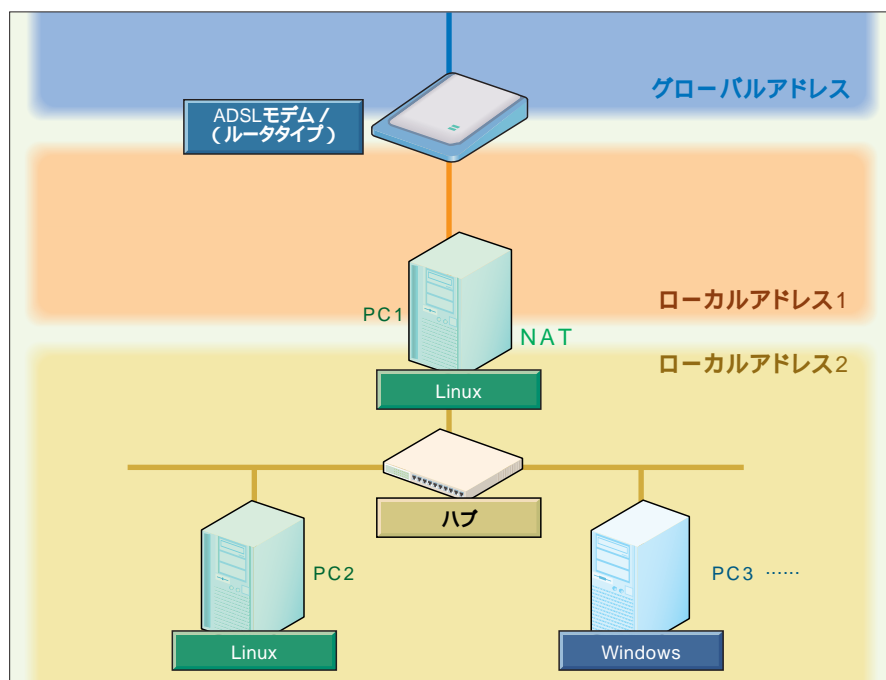 グローバルアドレス
ADSLモデム/
(ルータタイプ)
ローカルアドレス1
PC1
NAT
ローカルアドレス2
Linux
ハブ
PC2
PC3 ……
Linux
Windows